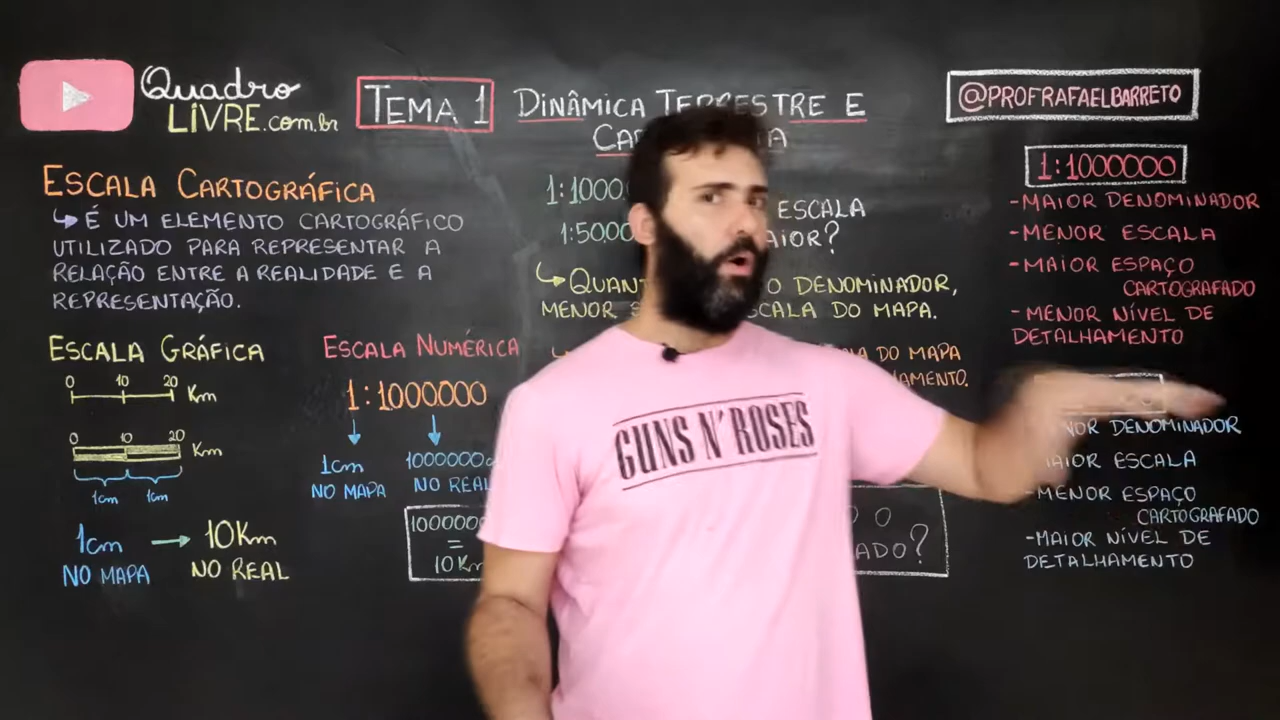 Quadro
LIVRE.com.br
TEMA 1
DINÂMICA TERRESTRE E
@PROFRAFAELBARRETO
ESCALA CARTOGRÁFICA
↳ É UM ELEMENTO CARTOGRÁFICO
UTILIZADO PARA REPRESENTAR A
RELAÇÃO ENTRE A REALIDADE E A
REPRESENTAÇÃO.
ESCALA GRÁFICA
0 10 20 Km
0 10 20 Km
1cm 1cm
1cm → 10Km
NO MAPA NO REAL
ESCALA NUMÉRICA
1:1000000
1cm
NO MAPA
NO REAL
=
10Km
ESCALA
O DENOMINADOR,
MENOR
DO MAPA.
DO MAPA
1:1000000
-MAIOR DENOMINADOR
-MENOR ESCALA
-MAIOR ESPAÇO
CARTOGRAFADO
-MENOR NÍVEL DE
DETALHAMENTO
DENOMINADOR
ESCALA
-MENOR ESPAÇO
CARTOGRAFADO
-MAIOR NÍVEL DE
DETALHAMENTO
GUNS N' ROSES